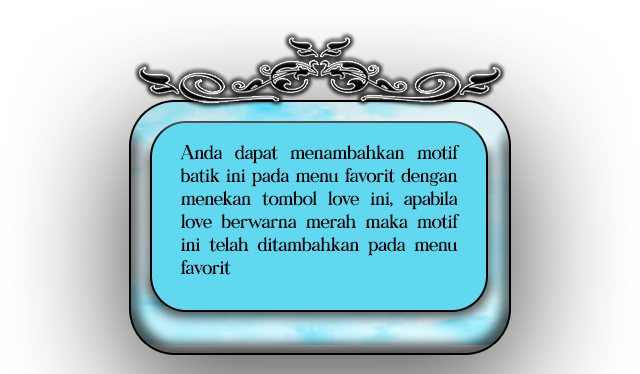 Anda dapat menambahkan motif
batik ini pada menu favorit dengan
menekan tombol love ini, apabila
love berwarna merah maka motif
ini telah ditambahkan pada menu
favorit